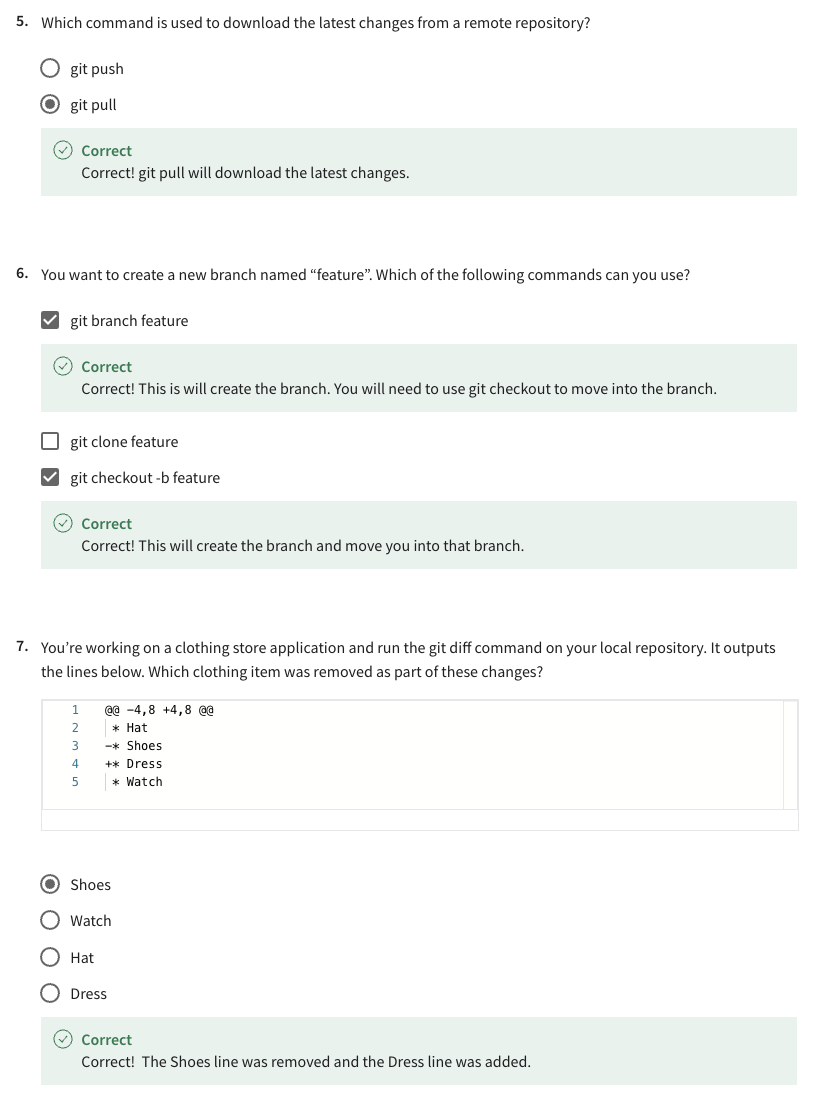 5. Which command is used to download the latest changes from a remote repository?
git push
git pull
Correct
Correct! git pull will download the latest changes.
6. You want to create a new branch named “feature”. Which of the following commands can you use?
git branch feature
Correct
Correct! This is will create the branch. You will need to use git checkout to move into the branch.
git clone feature
git checkout -b feature
Correct
Correct! This will create the branch and move you into that branch.
7. You’re working on a clothing store application and run the git diff command on your local repository. It outputs
the lines below. Which clothing item was removed as part of these changes?
1 @@ -4,8 +4,8 @@
2  * Hat
3 -* Shoes
4 +* Dress
5  * Watch
Shoes
Watch
Hat
Dress
Correct
Correct!  The Shoes line was removed and the Dress line was added.